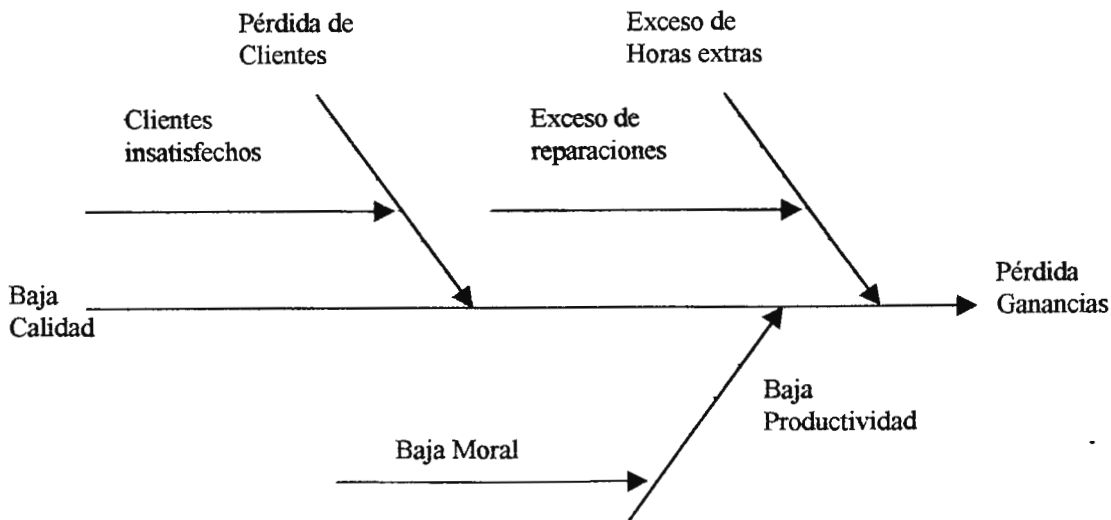 Pérdida de
Clientes
Exceso de
Horas extras
Clientes
insatisfechos
Exceso de
reparaciones
Baja
Calidad
Pérdida
Ganancias
Baja
Productividad
Baja Moral